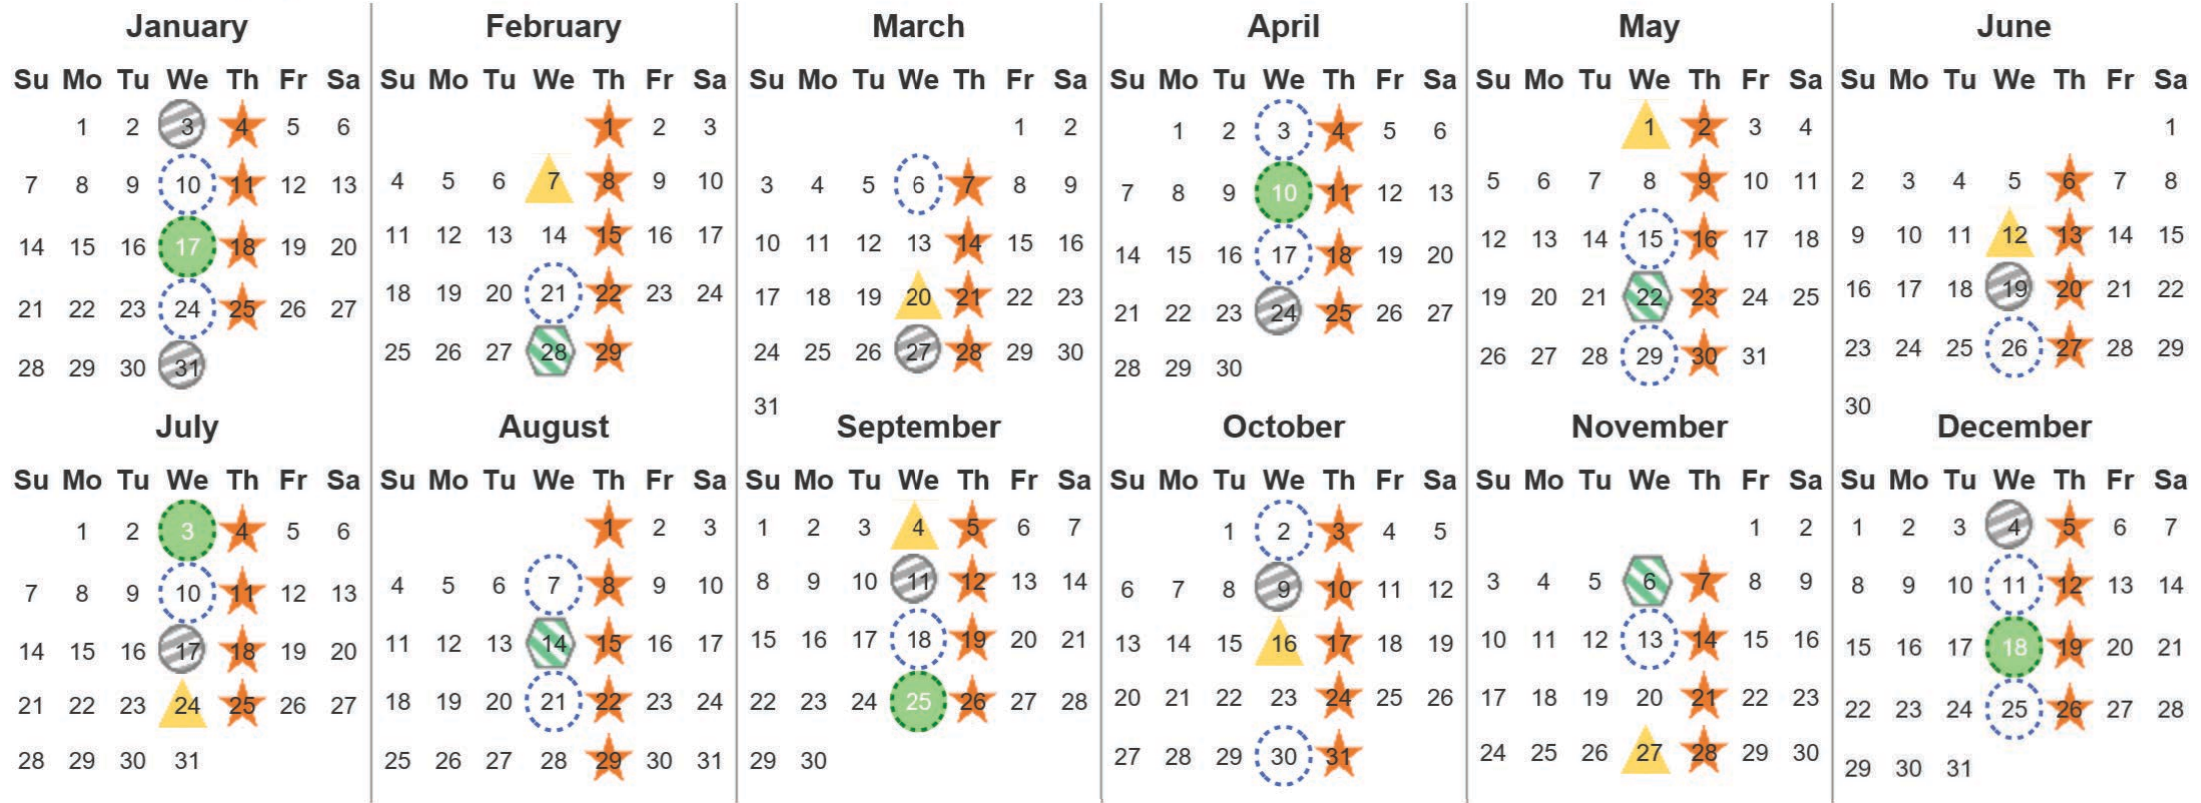 January
Su Mo Tu We Th Fr Sa
1 2 3 4 5 6
7 8 9 10 11 12 13
14 15 16 17 18 19 20
21 22 23 24 25 26 27
28 29 30 31
February
Su Mo Tu We Th Fr Sa
1 2 3
4 5 6 7 8 9 10
11 12 13 14 15 16 17
18 19 20 21 22 23 24
25 26 27 28 29
March
Su Mo Tu We Th Fr Sa
1 2
3 4 5 6 7 8 9
10 11 12 13 14 15 16
17 18 19 20 21 22 23
24 25 26 27 28 29 30
31
April
Su Mo Tu We Th Fr Sa
1 2 3 4 5 6
7 8 9 10 11 12 13
14 15 16 17 18 19 20
21 22 23 24 25 26 27
28 29 30
May
Su Mo Tu We Th Fr Sa
1 2 3 4
5 6 7 8 9 10 11
12 13 14 15 16 17 18
19 20 21 22 23 24 25
26 27 28 29 30 31
June
Su Mo Tu We Th Fr Sa
1
2 3 4 5 6 7 8
9 10 11 12 13 14 15
16 17 18 19 20 21 22
23 24 25 26 27 28 29
30
July
Su Mo Tu We Th Fr Sa
1 2 3 4 5 6
7 8 9 10 11 12 13
14 15 16 17 18 19 20
21 22 23 24 25 26 27
28 29 30 31
August
Su Mo Tu We Th Fr Sa
1 2 3
4 5 6 7 8 9 10
11 12 13 14 15 16 17
18 19 20 21 22 23 24
25 26 27 28 29 30 31
September
Su Mo Tu We Th Fr Sa
1 2 3 4 5 6 7
8 9 10 11 12 13 14
15 16 17 18 19 20 21
22 23 24 25 26 27 28
29 30
October
Su Mo Tu We Th Fr Sa
1 2 3 4 5
6 7 8 9 10 11 12
13 14 15 16 17 18 19
20 21 22 23 24 25 26
27 28 29 30 31
November
Su Mo Tu We Th Fr Sa
1 2
3 4 5 6 7 8 9
10 11 12 13 14 15 16
17 18 19 20 21 22 23
24 25 26 27 28 29 30
December
Su Mo Tu We Th Fr Sa
1 2 3 4 5 6 7
8 9 10 11 12 13 14
15 16 17 18 19 20 21
22 23 24 25 26 27 28
29 30 31